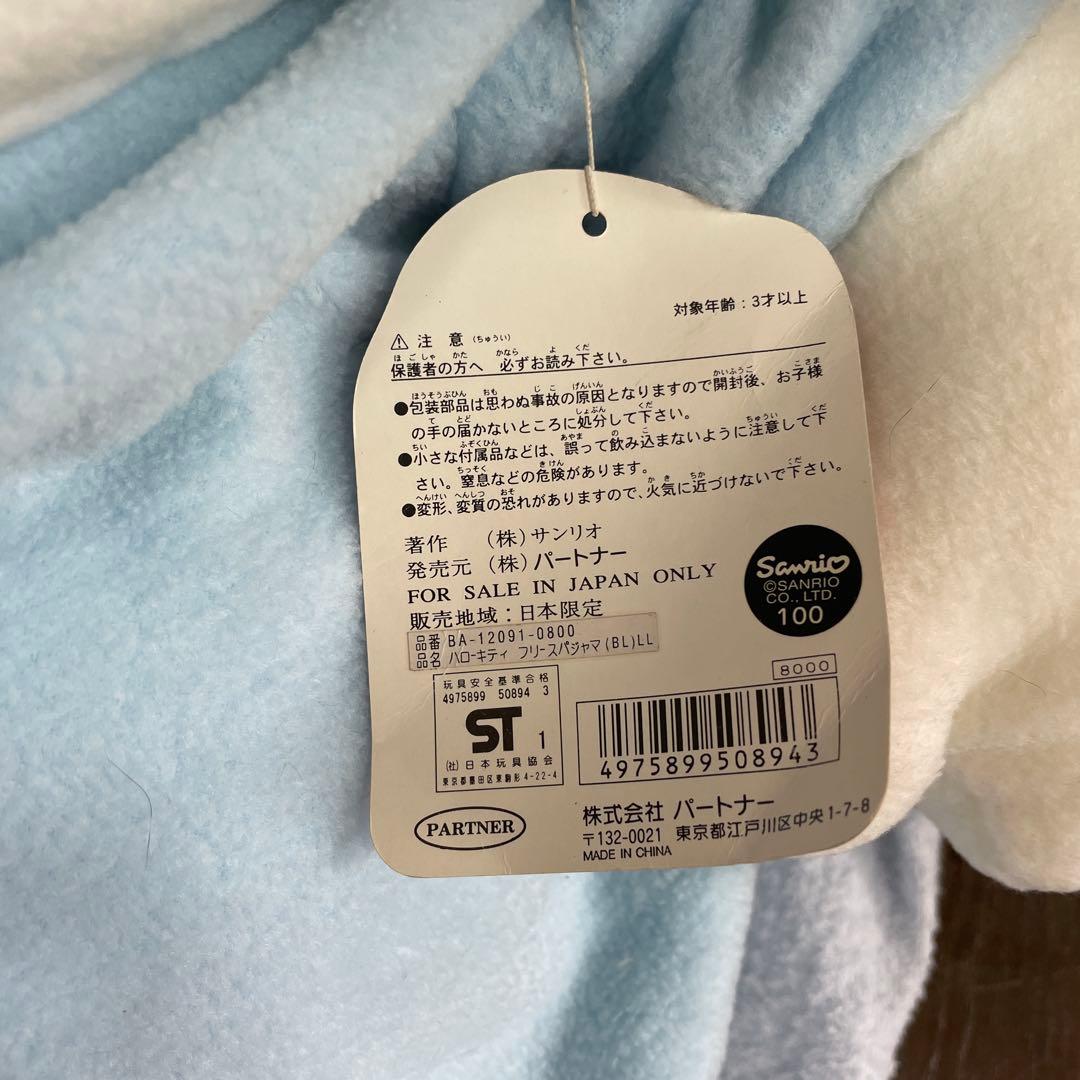 対象年齢：3才以上
⚠ 注意（ちゅうい）
保護者の方へ 必ずお読み下さい。
●包装部品は思わぬ事故の原因となりますので開封後、お子様
の手の届かないところに処分して下さい。
●小さな付属品などは、誤って飲み込まないように注意して下
さい。窒息などの危険があります。
●変形、変質の恐れがありますので、火気に近づけないで下さい。
著作 （株）サンリオ
発売元 （株）パートナー
FOR SALE IN JAPAN ONLY
販売地域：日本限定
Sanrio
©SANRIO
CO., LTD.
100
品番 BA-12091-0800
品名 ハローキティ フリースパジャマ(BL)LL
8000
玩具安全基準合格
4975899 50894 3
ST 1
(社)日本玩具協会
東京都墨田区東駒形4-22-4
4975899508943
PARTNER
株式会社 パートナー
〒132-0021 東京都江戸川区中央1-7-8
MADE IN CHINA